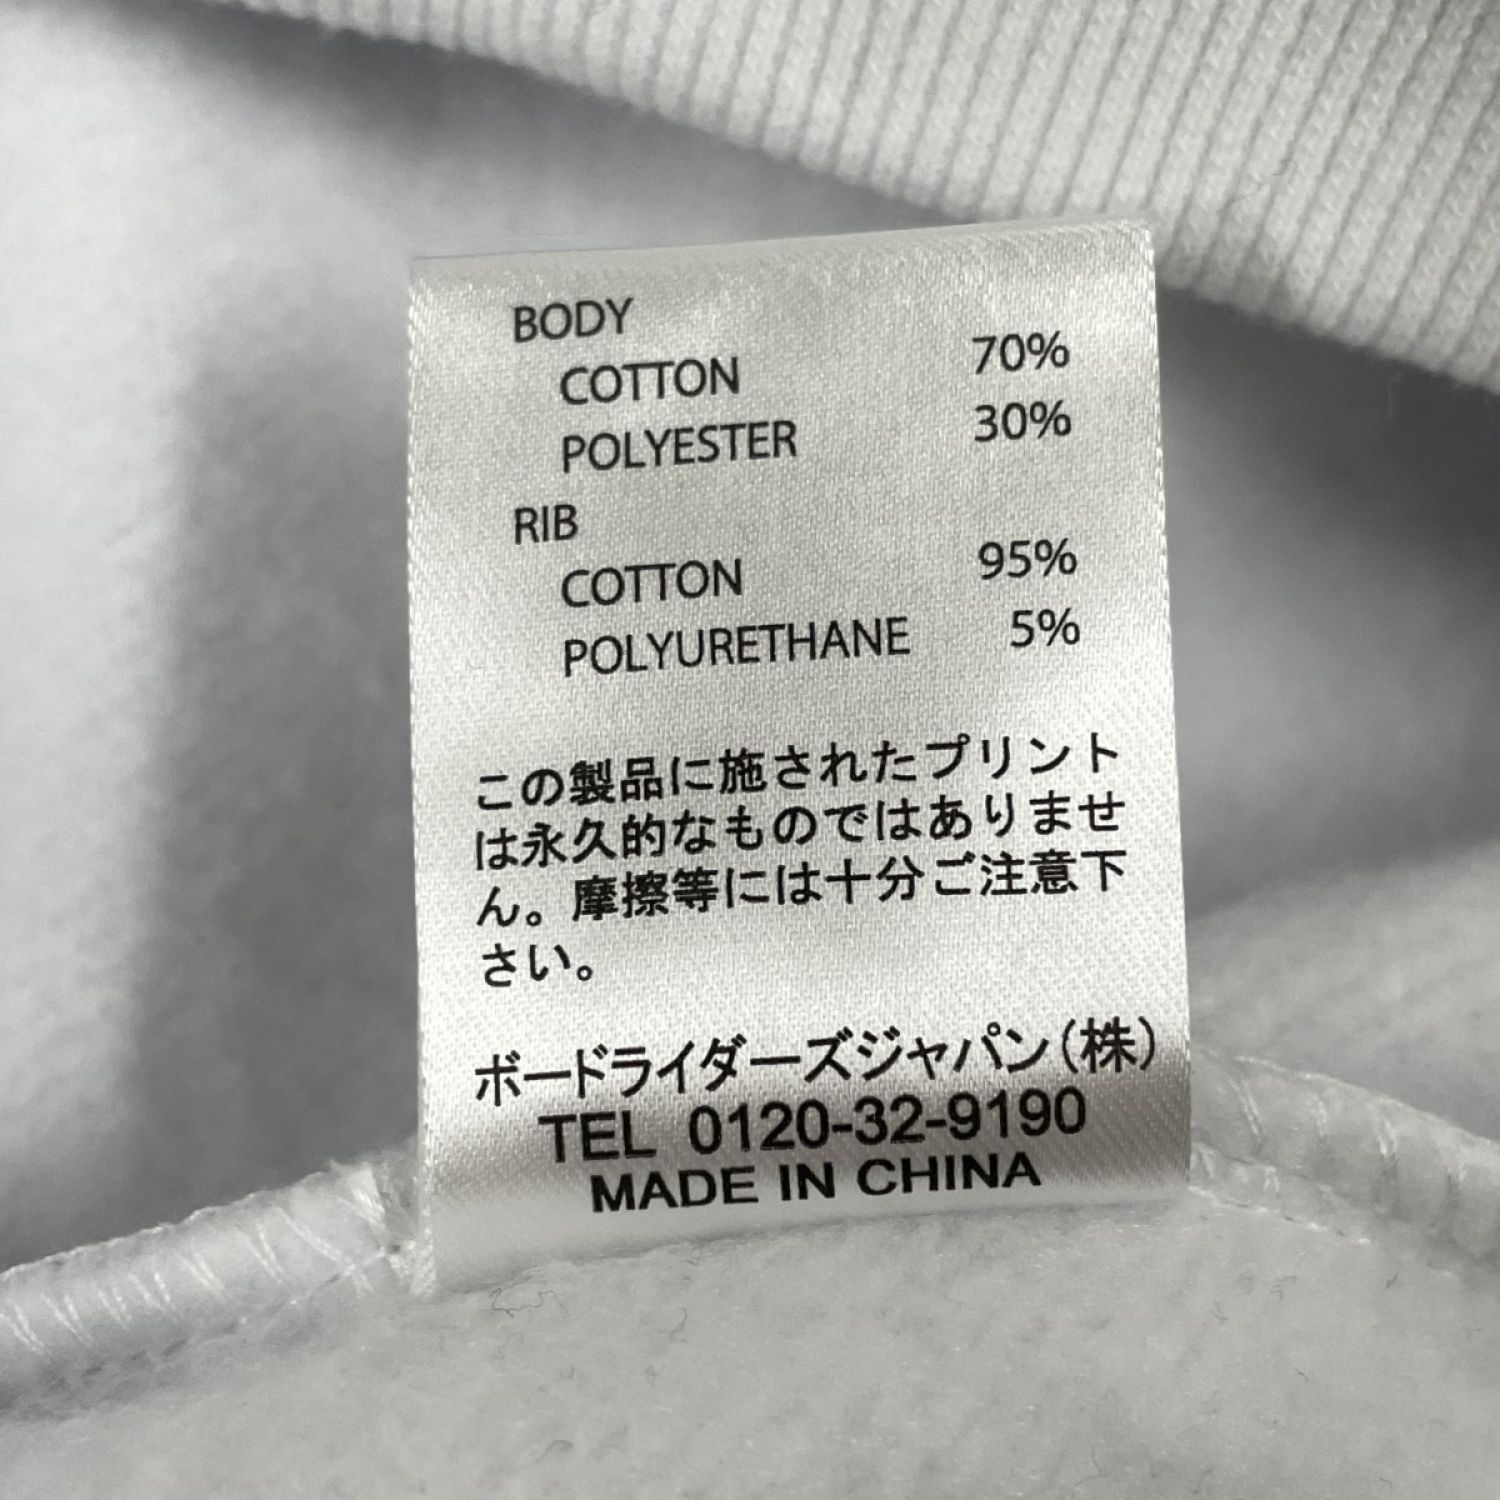 BODY
COTTON 70%
POLYESTER 30%
RIB
COTTON 95%
POLYURETHANE 5%
この製品に施されたプリント
は永久的なものではありませ
ん。摩擦等には十分ご注意下
さい。
ボードライダーズジャパン(株)
TEL 0120-32-9190
MADE IN CHINA